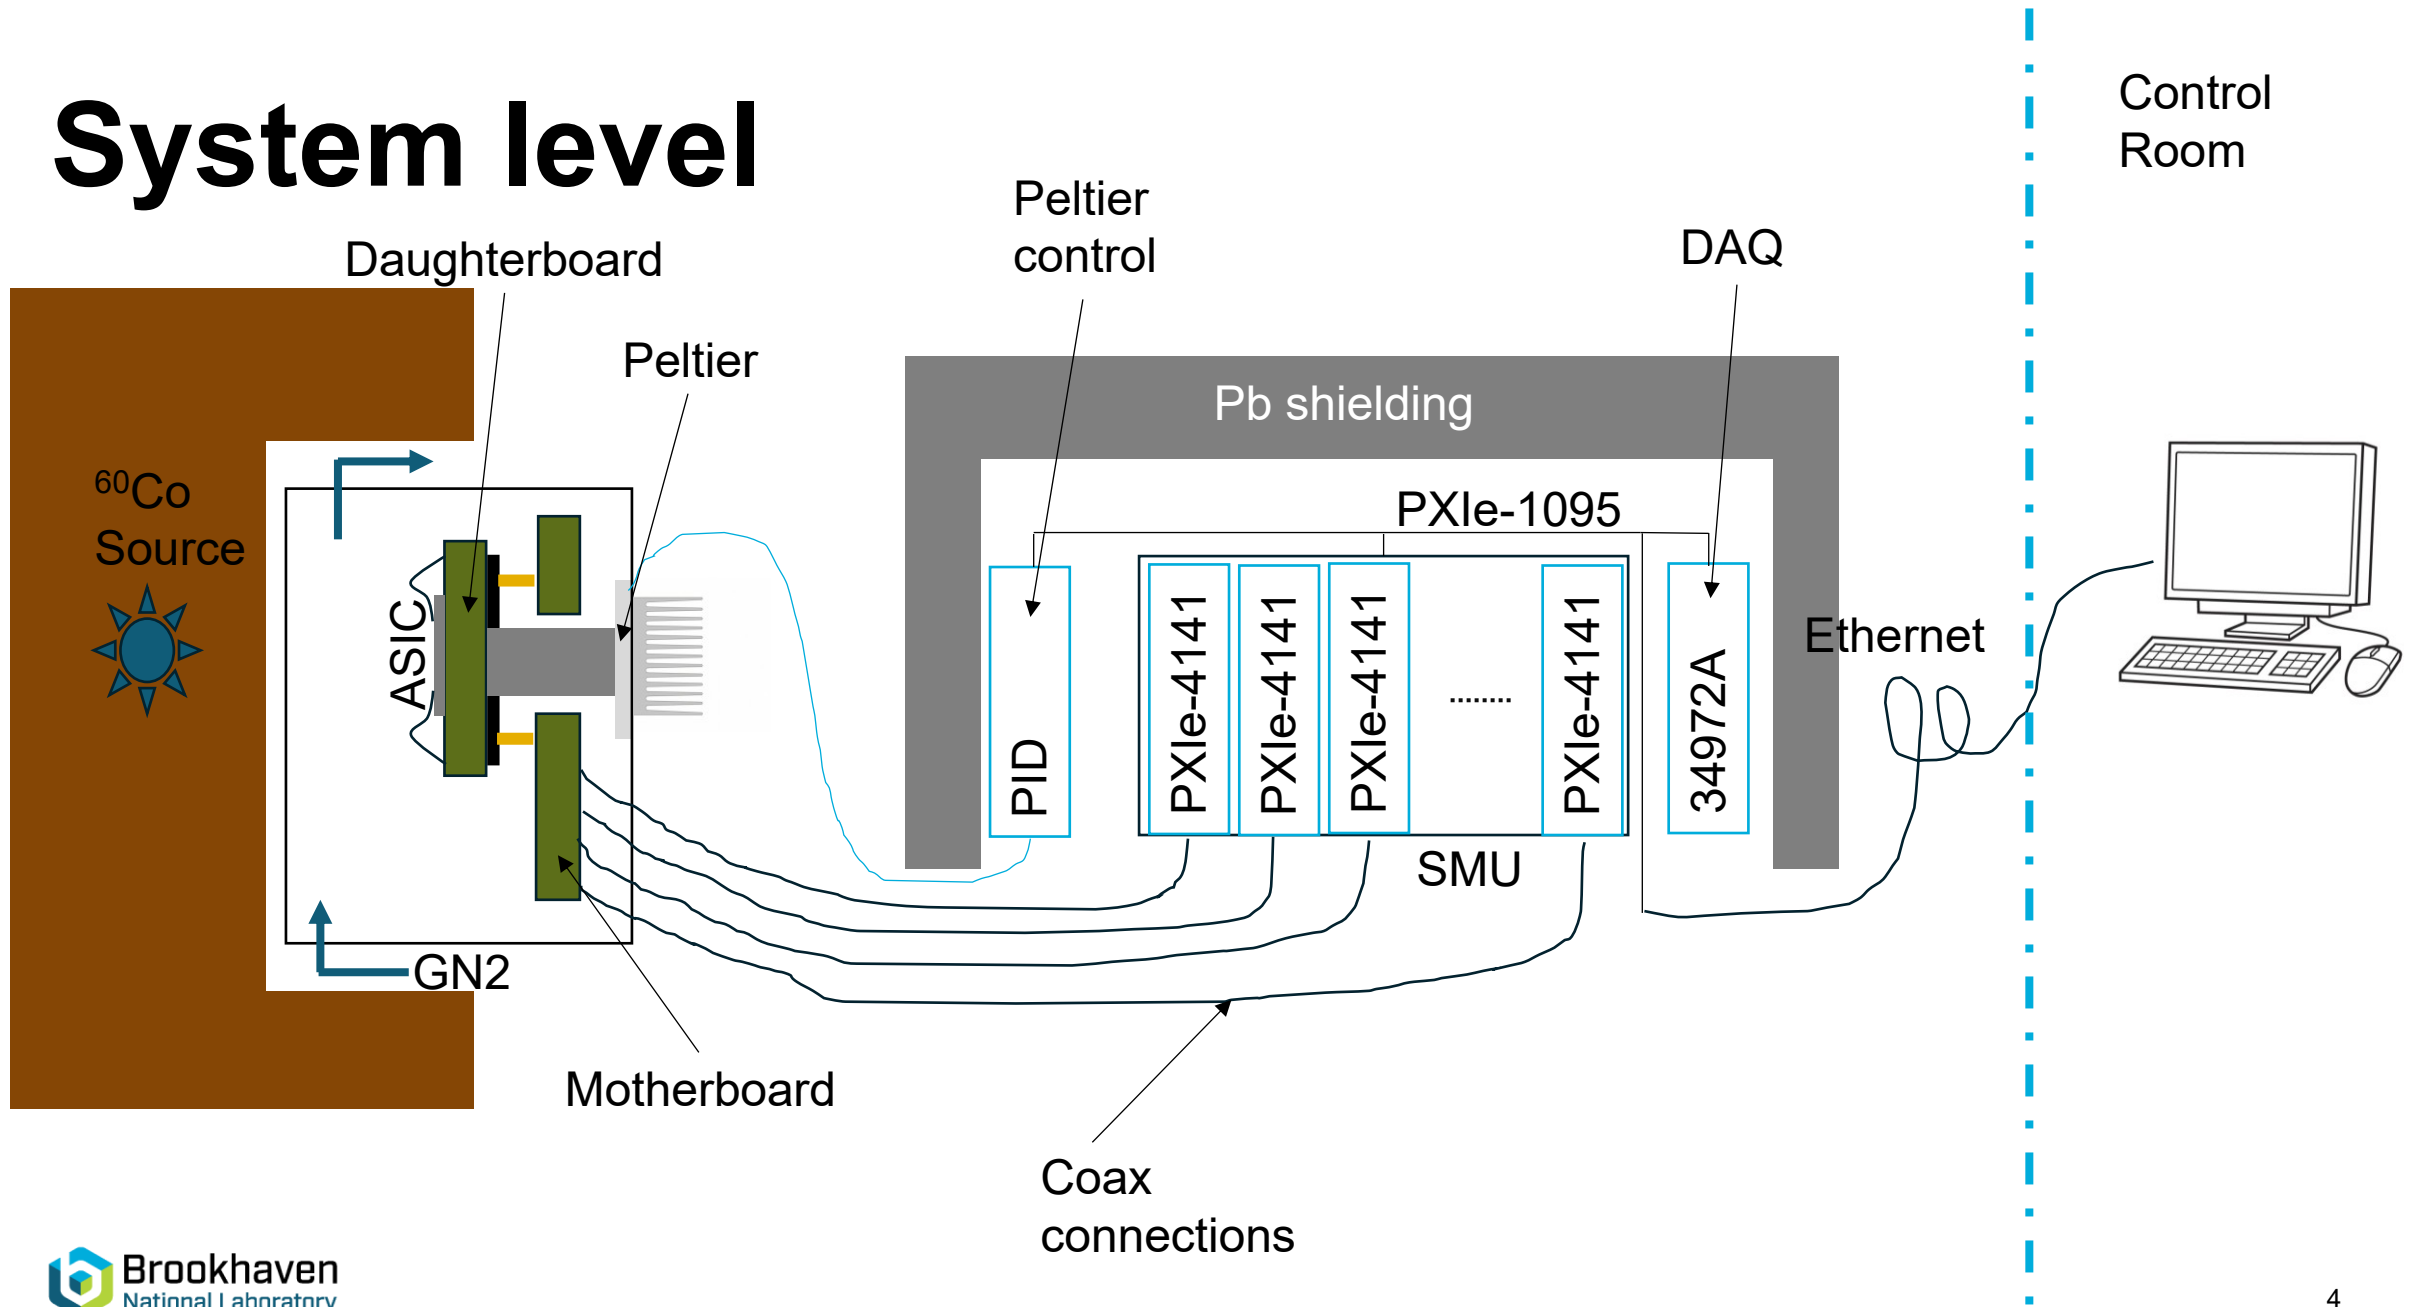 System level
Control
Room
Peltier
control
DAQ
Daughterboard
Peltier
Pb shielding
⁶⁰Co
Source
PXIe-1095
ASIC
PID
PXIe-4141
PXIe-4141
PXIe-4141
........
PXIe-4141
34972A
Ethernet
SMU
GN2
Motherboard
Coax
connections
Brookhaven
National Laboratory
4